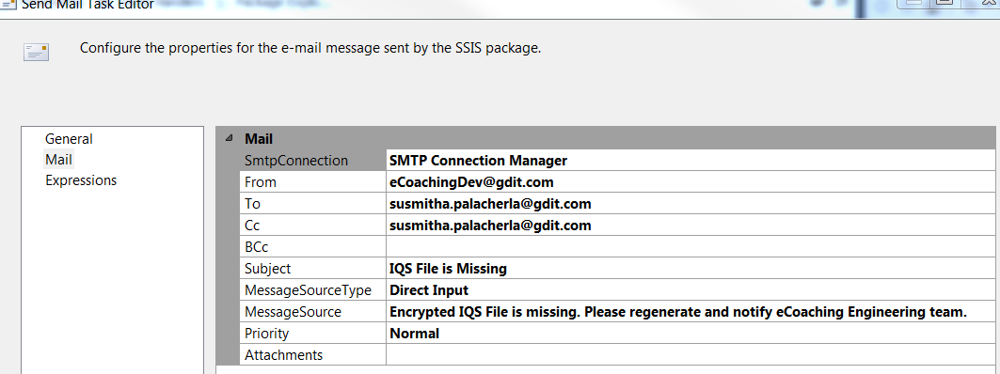 Send Mail Task Editor
Configure the properties for the e-mail message sent by the SSIS package.
General
Mail
Expressions
Mail
SmtpConnection SMTP Connection Manager
From eCoachingDev@gdit.com
To susmitha.palacherla@gdit.com
Cc susmitha.palacherla@gdit.com
BCc
Subject IQS File is Missing
MessageSourceType Direct Input
MessageSource Encrypted IQS File is missing. Please regenerate and notify eCoaching Engineering team.
Priority Normal
Attachments